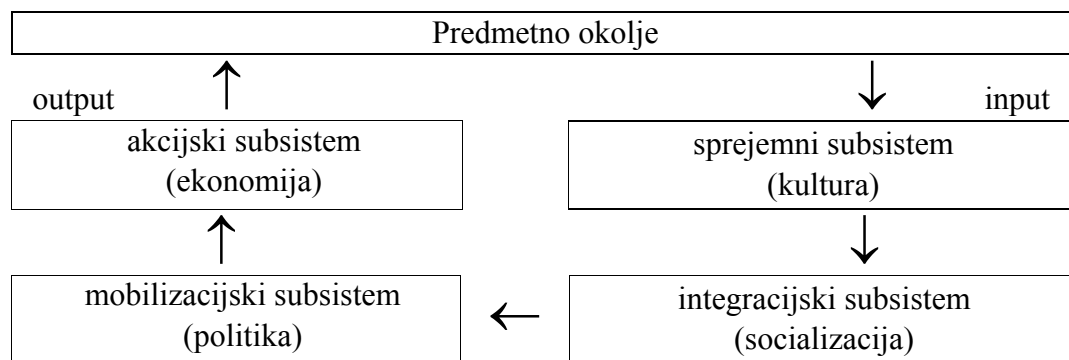 Predmetno okolje
output
input
akcijski subsistem
(ekonomija)
sprejemni subsistem
(kultura)
mobilizacijski subsistem
(politika)
integracijski subsistem
(socializacija)